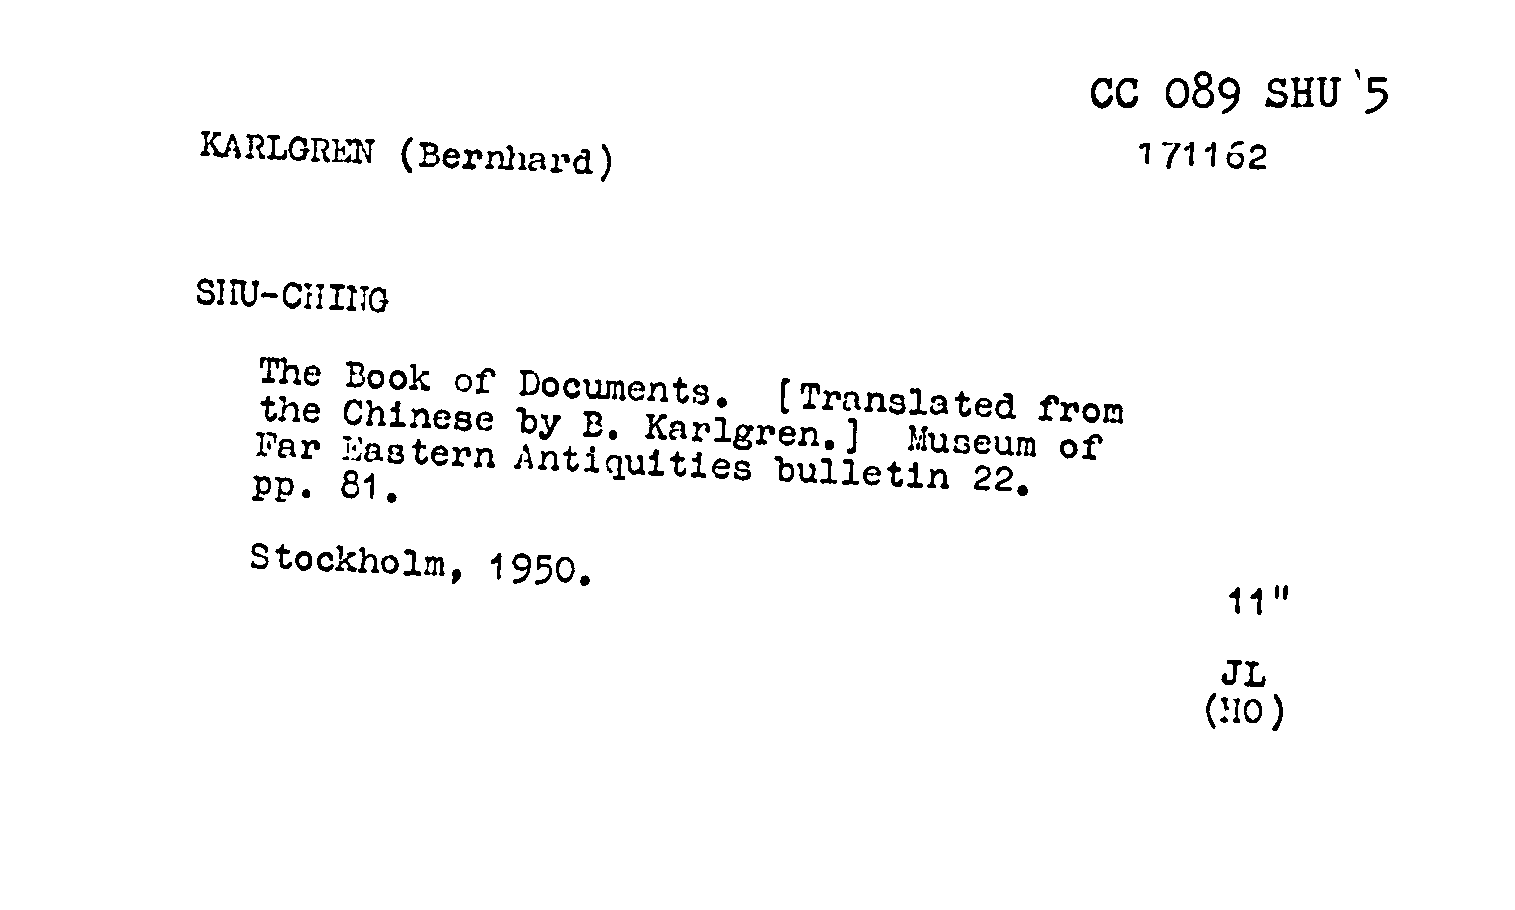 CC 089 SHU '5
KARLGREN (Bernhard)
171162
SHU-CHING
The Book of Documents. [Translated from
the Chinese by B. Karlgren.] Museum of
Far Eastern Antiquities bulletin 22.
pp. 81.
Stockholm, 1950.
11"
JL